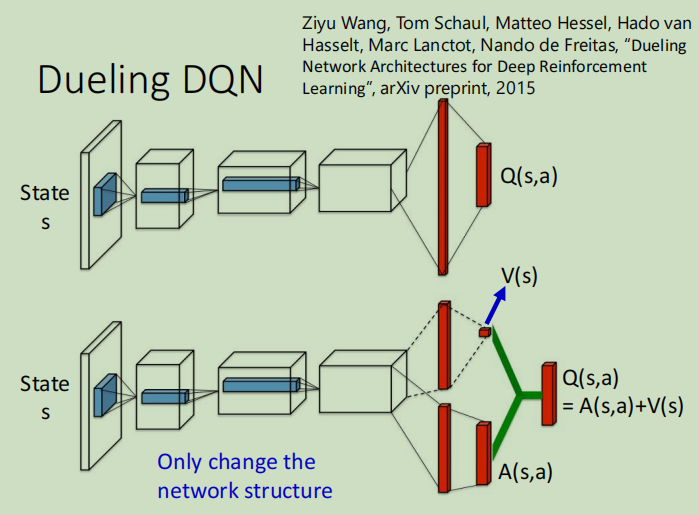 Ziyu Wang, Tom Schaul, Matteo Hessel, Hado van
Hasselt, Marc Lanctot, Nando de Freitas, “Dueling
Network Architectures for Deep Reinforcement
Learning”, arXiv preprint, 2015
Dueling DQN
State
s
Q(s,a)
V(s)
State
s
Q(s,a)
= A(s,a)+V(s)
Only change the
network structure
A(s,a)